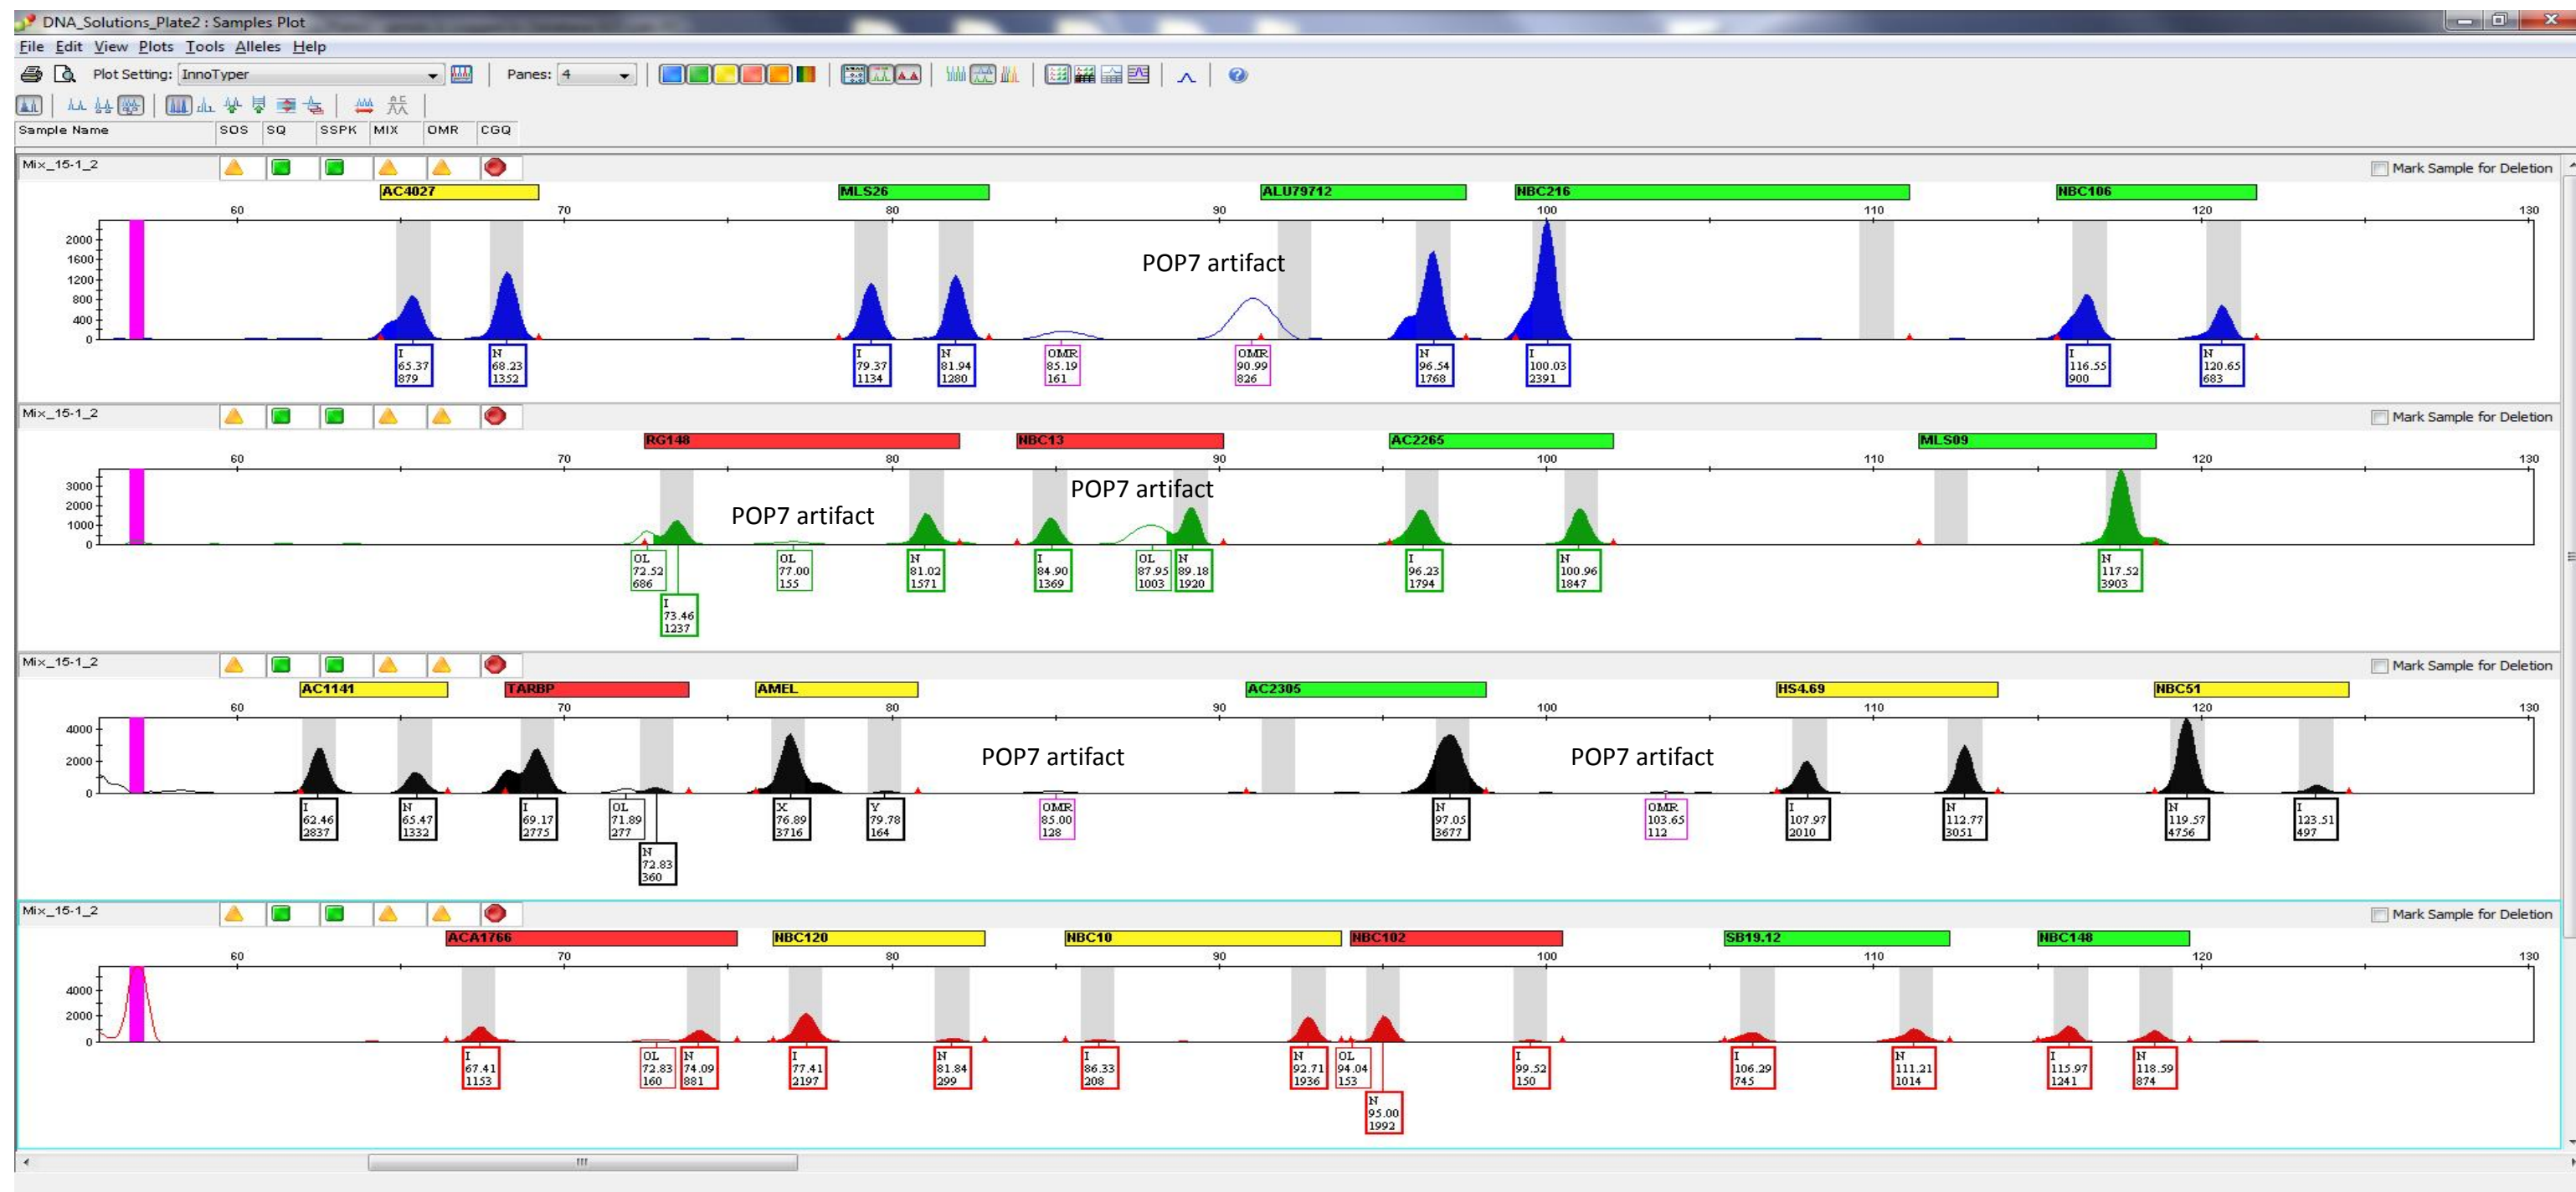 DNA_Solutions_Plate2 : Samples Plot
File Edit View Plots Tools Alleles Help
Plot Setting: InnoTyper Panes: 4
Sample Name SOS SQ SSPK MIX OMR CGQ
Mix_15-1_2 Mark Sample for Deletion
AC4027 MLS26 ALU79712 NBC216 NBC106
60 70 80 90 100 110 120 130
POP7 artifact
2000
1600
1200
800
400
0
I N I N OMR OMR N I I N
65.37 68.23 79.37 81.94 85.19 90.99 96.54 100.03 116.55 120.65
879 1352 1134 1280 161 826 1768 2391 900 683
Mix_15-1_2 Mark Sample for Deletion
RG148 NBC13 AC2265 MLS09
60 70 80 90 100 110 120 130
POP7 artifact POP7 artifact
3000
2000
1000
0
OL OL N I OL N I N N
72.52 77.00 81.02 84.90 87.95 89.18 96.23 100.96 117.52
686 155 1571 1369 1003 1920 1794 1847 3903
I
73.46
1237
Mix_15-1_2 Mark Sample for Deletion
AC1141 TARBP AMEL AC2305 HS4.69 NBC51
60 70 80 90 100 110 120 130
POP7 artifact POP7 artifact
4000
2000
0
I N I OL X Y OMR N OMR I N N I
62.46 65.47 69.17 71.89 76.89 79.78 85.00 97.05 103.65 107.97 112.77 119.57 123.51
2837 1332 2775 277 3716 164 128 3677 112 2010 3051 4756 497
N
72.83
360
Mix_15-1_2 Mark Sample for Deletion
ACA1766 NBC120 NBC10 NBC102 SB19.12 NBC148
60 70 80 90 100 110 120 130
4000
2000
0
I OL N I N I N OL I I N I N
67.41 72.83 74.09 77.41 81.84 86.33 92.71 94.04 99.52 106.29 111.21 115.97 118.59
1153 160 881 2197 299 208 1936 153 150 745 1014 1241 874
N
95.00
1992